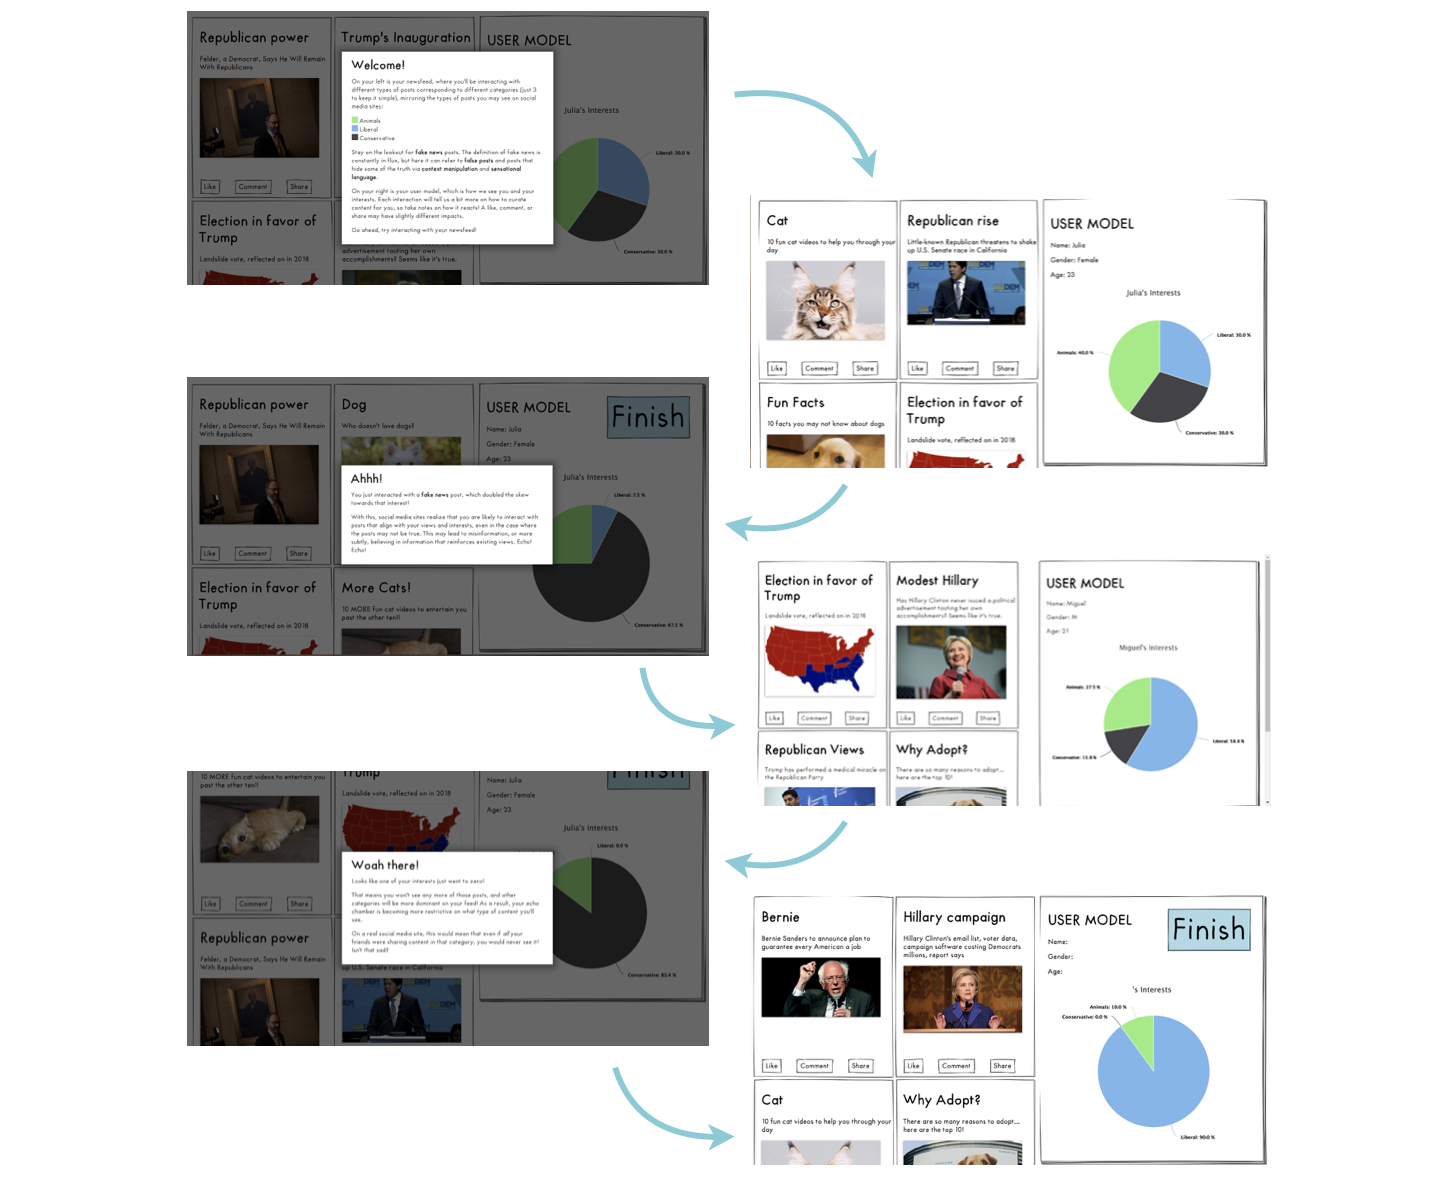 Republican power
Felder, a Democrat, Says He Will Remain
With Republicans
Like
Comment
Share
Trump's Inauguration
USER MODEL
Welcome!
On your left is your newsfeed, where you'll be interacting with
different types of posts corresponding to different categories (just 3
to keep it simple), mirroring the types of posts you may see on social
media sites:
Animals
Liberal
Conservative
Stay on the lookout for fake news posts. The definition of fake news is
constantly in flux, but here it can refer to false posts and posts that
hide some of the truth via context manipulation and sensational
language.
On your right is your user model, which is how we see you and your
interests. Each interaction will tell us a bit more on how to curate
content for you, so take notes on how it reacts! A like, comment, or
share may have slightly different impacts.
Go ahead, try interacting with your newsfeed!
Julia's Interests
Liberal: 30.0 %
Conservative: 30.0 %
Election in favor of
Trump
Landslide vote, reflected on in 2018
advertisement touting her own
accomplishments? Seems like it's true.
Cat
10 fun cat videos to help you through your
day
Like
Comment
Share
Republican rise
Little-known Republican threatens to shake
up U.S. Senate race in California
Like
Comment
Share
Fun Facts
10 facts you may not know about dogs
Election in favor of
Trump
Landslide vote, reflected on in 2018
USER MODEL
Name: Julia
Gender: Female
Age: 23
Julia's Interests
Liberal: 30.0 %
Animals: 40.0 %
Conservative: 30.0 %
Republican power
Felder, a Democrat, Says He Will Remain
With Republicans
Like
Comment
Share
Dog
Who doesn't love dogs?
USER MODEL
Finish
Name: Julia
Gender: Female
Age: 23
Julia's Interests
Liberal: 7.5 %
Conservative: 67.5 %
Ahhh!
You just interacted with a fake news post, which doubled the skew
towards that interest!
With this, social media sites realize that you are likely to interact with
posts that align with your views and interests, even in the case where
the posts may not be true. This may lead to misinformation, or more
subtly, believing in information that reinforces existing views. Echo!
Echo!
Election in favor of
Trump
Landslide vote, reflected on in 2018
More Cats!
10 MORE fun cat videos to entertain you
past the other ten!!
Election in favor of
Trump
Landslide vote, reflected on in 2018
Like
Comment
Share
Modest Hillary
Has Hillary Clinton never issued a political
advertisement touting her own
accomplishments? Seems like it's true.
Like
Comment
Share
Republican Views
Trump has performed a medical miracle on
the Republican Party
Why Adopt?
There are so many reasons to adopt....
here are the top 10!
USER MODEL
Name: Miguel
Gender: M
Age: 21
Miguel's Interests
Animals: 27.5 %
Conservative: 13.8 %
Liberal: 58.8 %
10 MORE fun cat videos to entertain you
past the other ten!!
Like
Comment
Share
Trump
Landslide vote, reflected on in 2018
Finish
Name: Julia
Gender: Female
Age: 23
Julia's Interests
Liberal: 0.0 %
Conservative: 85.4 %
Woah there!
Looks like one of your interests just went to zero!
That means you won't see any more of those posts, and other
categories will be more dominant on your feed! As a result, your echo
chamber is becoming more restrictive on what type of content you'll
see.
On a real social media site, this would mean that even if all your
friends were sharing content in that category, you would never see it!
Isn't that sad?
Republican power
Felder, a Democrat, Says He Will Remain
With Republicans
up U.S. Senate race in California
Bernie
Bernie Sanders to announce plan to
guarantee every American a job
Like
Comment
Share
Hillary campaign
Hillary Clinton's email list, voter data,
campaign software costing Democrats
millions, report says
Like
Comment
Share
Cat
10 fun cat videos to help you through your
day
Why Adopt?
There are so many reasons to adopt....
here are the top 10!
USER MODEL
Finish
Name:
Gender:
Age:
's Interests
Animals: 10.0 %
Conservative: 0.0 %
Liberal: 90.0 %